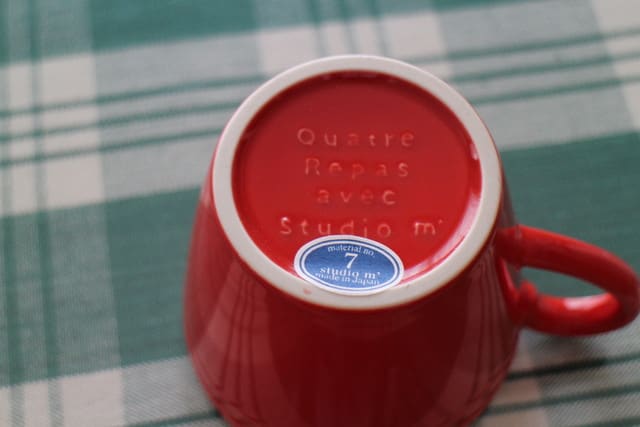 Quatre
Repas
avec
Studio m'
material no.
7
studio m'
made in Japan